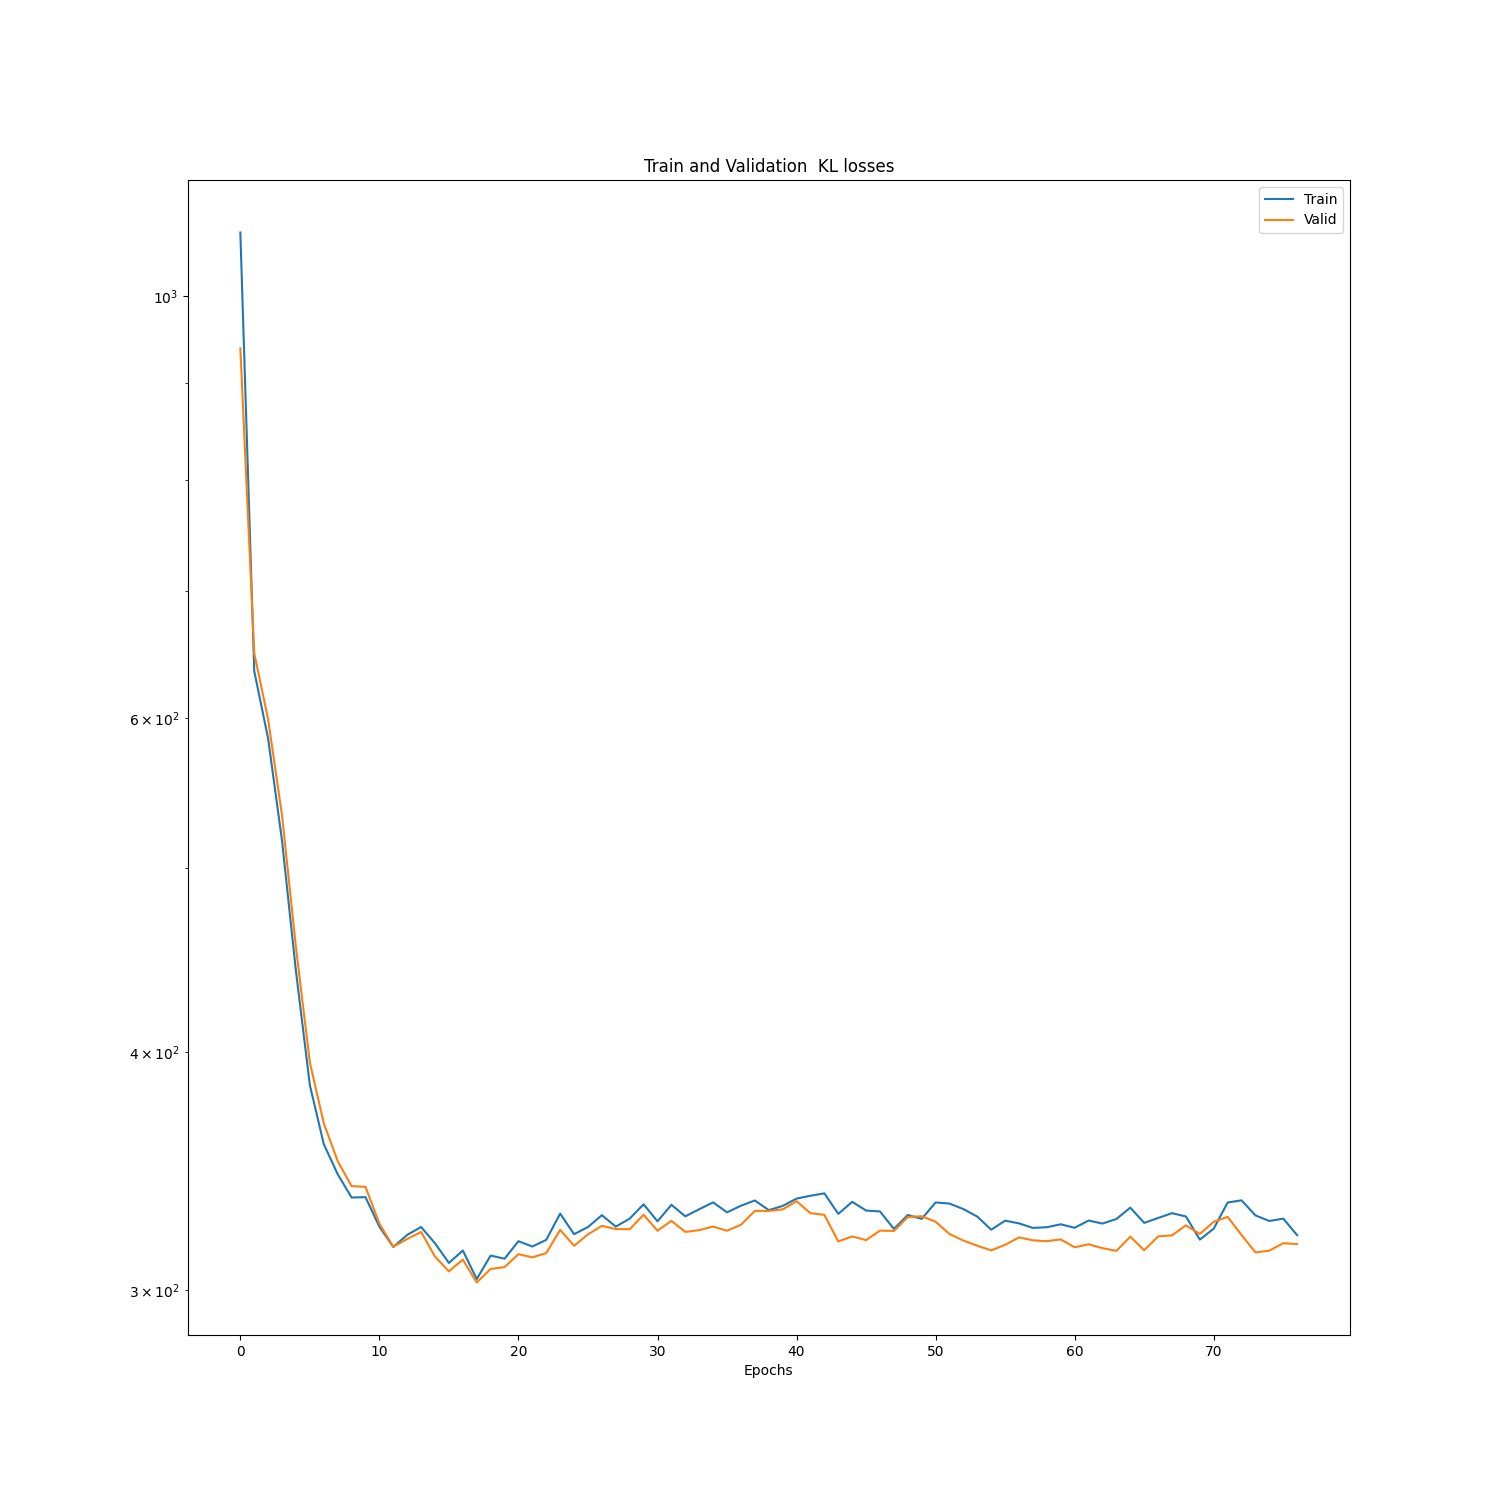 Train and Validation  KL losses
Train
Valid
10³
6 × 10²
4 × 10²
3 × 10²
0 10 20 30 40 50 60 70
Epochs